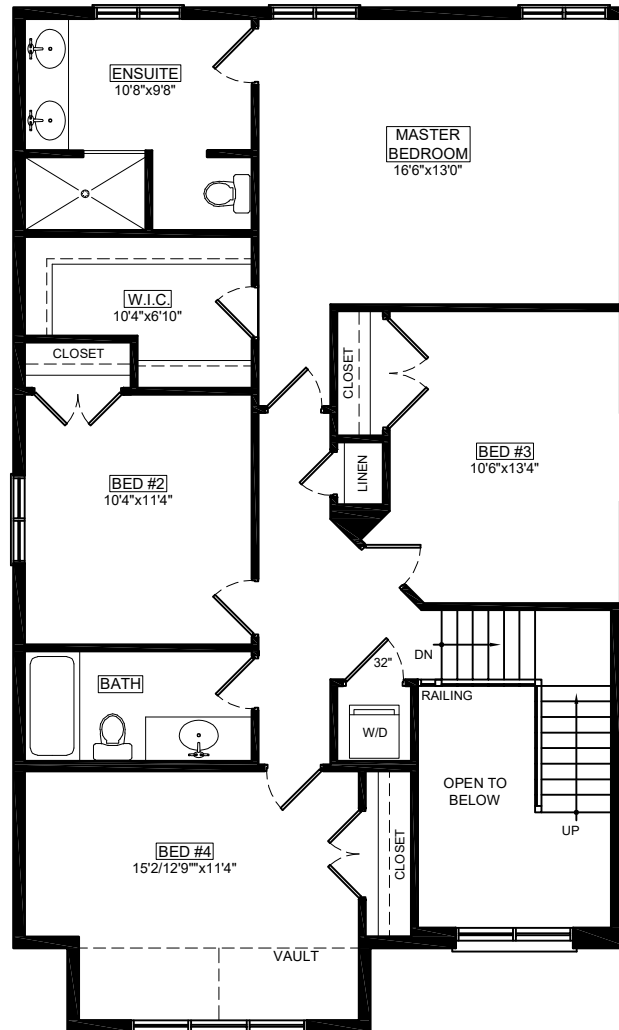 ENSUITE
10'8"x9'8"
MASTER
BEDROOM
16'6"x13'0"
W.I.C.
10'4"x6'10"
CLOSET
CLOSET
BED #3
10'6"x13'4"
LINEN
BED #2
10'4"x11'4"
BATH
32"
DN
RAILING
W/D
OPEN TO
BELOW
UP
BED #4
15'2/12'9""x11'4"
CLOSET
VAULT